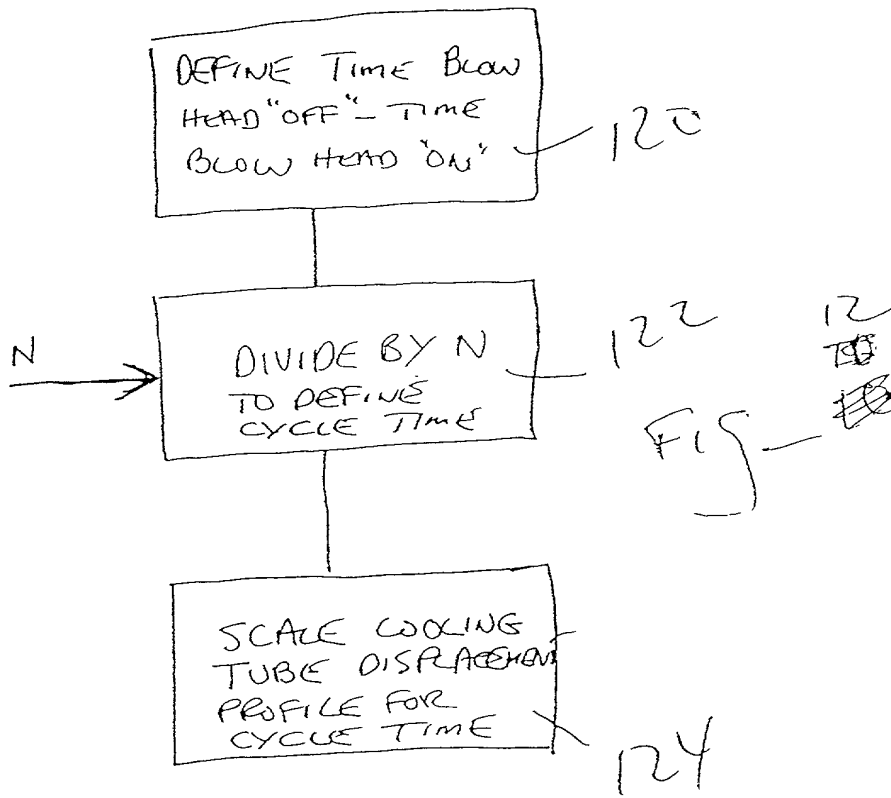 DEFINE TIME BLOW
HEAD "OFF" - TIME
BLOW HEAD "ON"
120
N
DIVIDE BY N
TO DEFINE
CYCLE TIME
122
12
Fig
SCALE COOLING
TUBE DISPLACEMENT
PROFILE FOR
CYCLE TIME
124